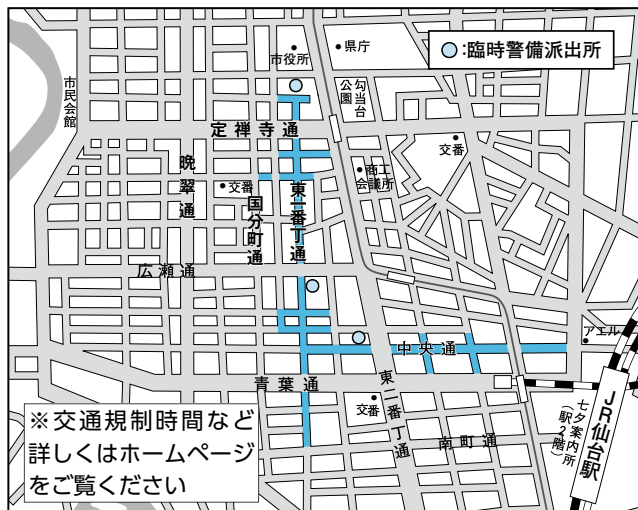 市役所
県庁
:臨時警備派出所
市民会館
勾当台
公園
定禅寺通
交番
商工
会議所
晩翠通
交番
国分町通
東一番丁通
広瀬通
アエル
中央通
青葉通
東二番丁通
交番
南町通
JR仙台駅
七夕案内所
(駅2階)
※交通規制時間など
詳しくはホームページ
をご覧ください